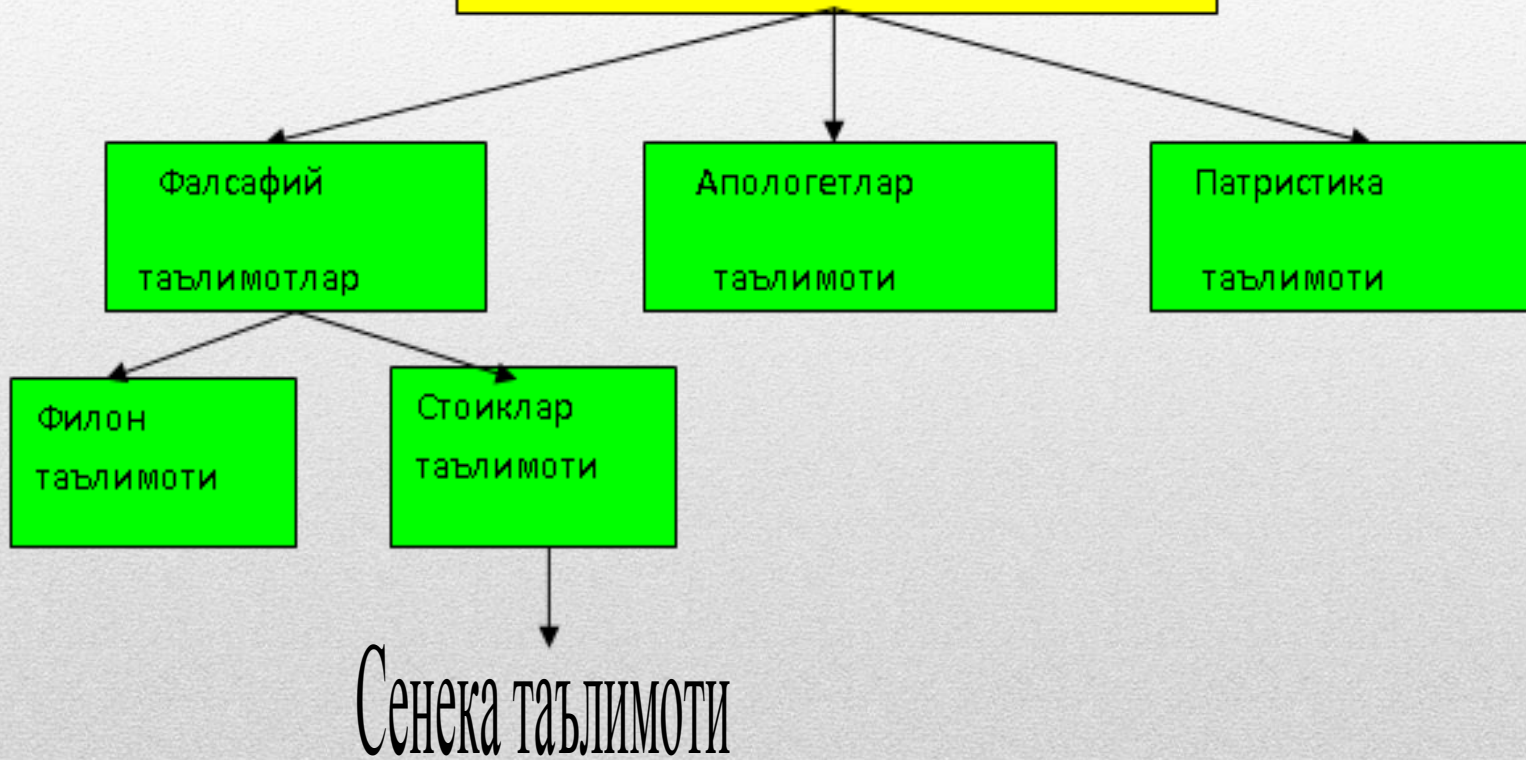 Фалсафий
таълимотлар
Апологетлар
таълимоти
Патристика
таълимоти
Филон
таълимоти
Стоиклар
таълимоти
Сенека таълимоти